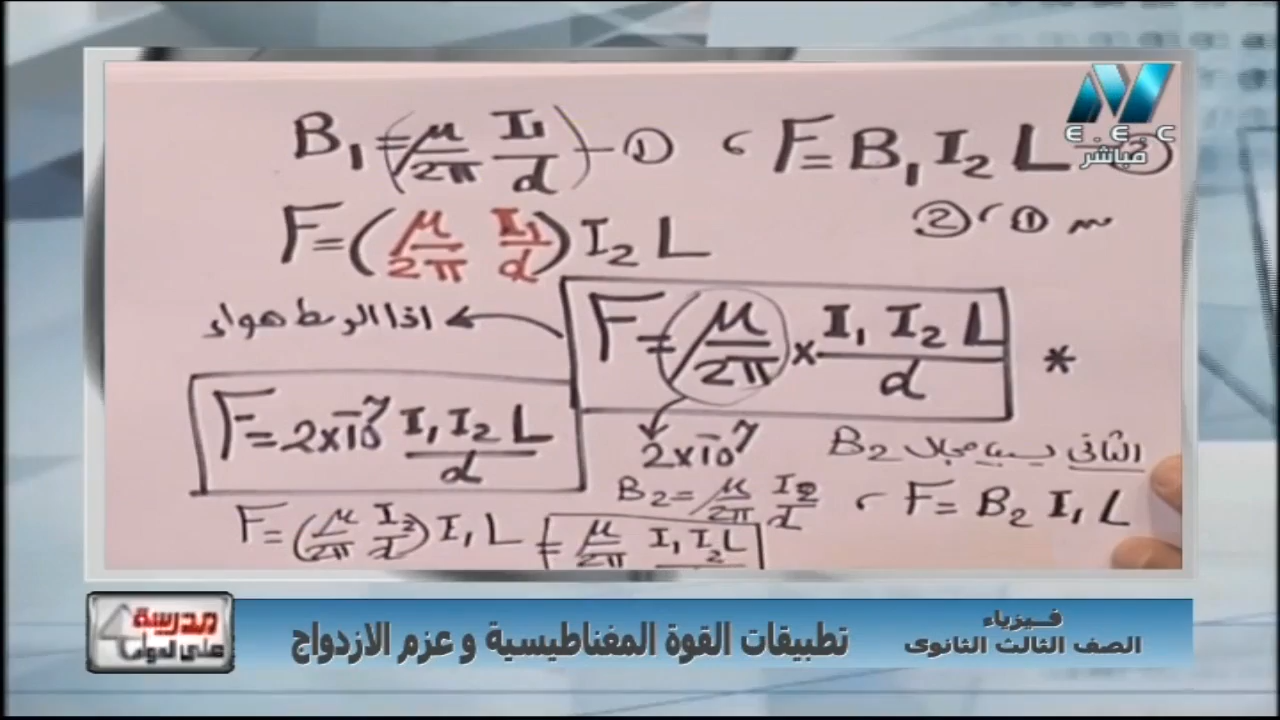 E.E.C
مباشر
B₁ = (μ/2π I₁/d) - ① ، F = B₁ I₂ L - ②
من ① ، ②
F = (μ/2π I₁/d) I₂ L
F = μ/2π × I₁ I₂ L/d *
اذا الوسط هواء
2×10⁻⁷
F = 2×10⁻⁷ I₁ I₂ L/d
الثانى يسبب مجال B₂
B₂ = μ/2π I₂/d ، F = B₂ I₁ L
F = (μ/2π I₂/d) I₁ L = μ/2π I₁ I₂ L
فيزياء
الصف الثالث الثانوى
تطبيقات القوة المغناطيسية و عزم الازدواج
مدرسة
على الهواء